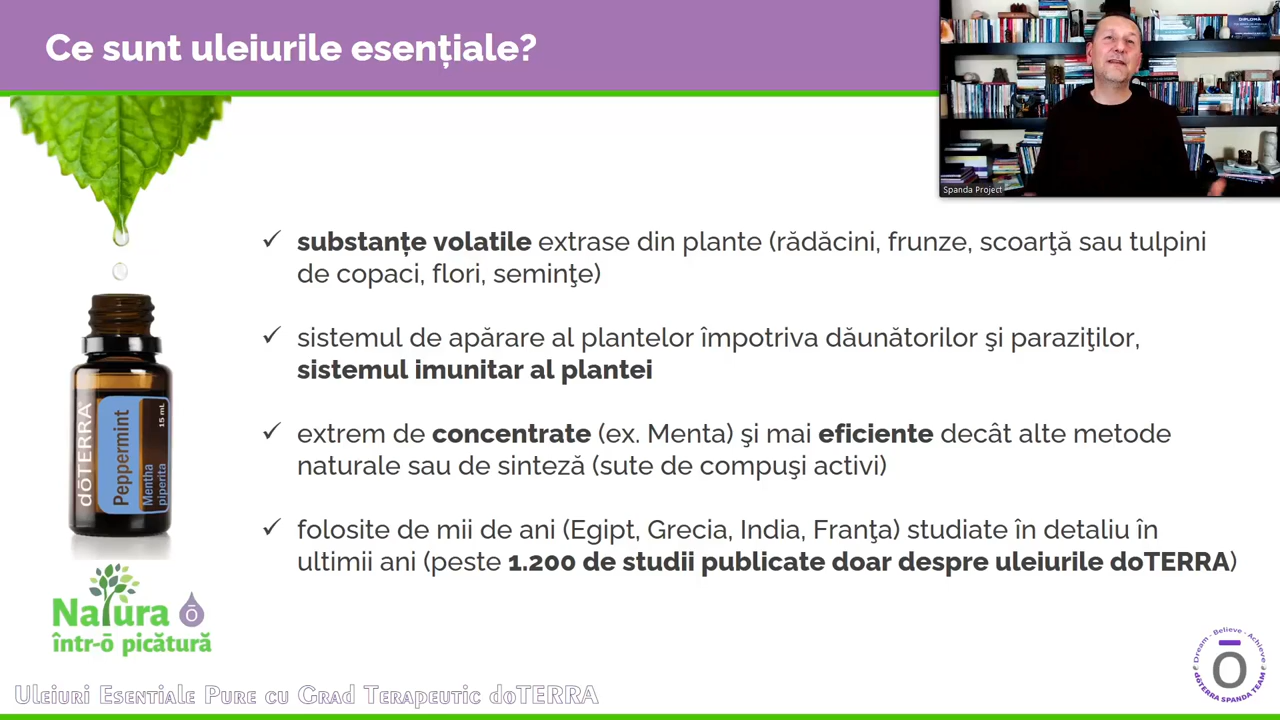 Ce sunt uleiurile esențiale?
DIPLOMĂ
Spanda Project
substanțe volatile extrase din plante (rădăcini, frunze, scoarţă sau tulpini
de copaci, flori, seminţe)
sistemul de apărare al plantelor împotriva dăunătorilor şi paraziţilor,
sistemul imunitar al plantei
extrem de concentrate (ex. Menta) şi mai eficiente decât alte metode
naturale sau de sinteză (sute de compuşi activi)
folosite de mii de ani (Egipt, Grecia, India, Franţa) studiate în detaliu în
ultimii ani (peste 1.200 de studii publicate doar despre uleiurile doTERRA)
dōTERRA
Peppermint
Mentha
piperita
15 mL
Natura ō
într-ō picătură
Uleiuri Esentiale Pure cu Grad Terapeutic doTERRA
Dream - Believe - Achieve
Ō
dōTERRA SPANDA TEAM